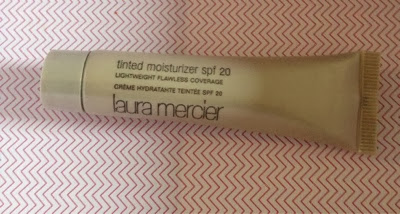 tinted moisturizer spf 20
LIGHTWEIGHT FLAWLESS COVERAGE
CRÈME HYDRATANTE TEINTÉE SPF 20
laura mercier